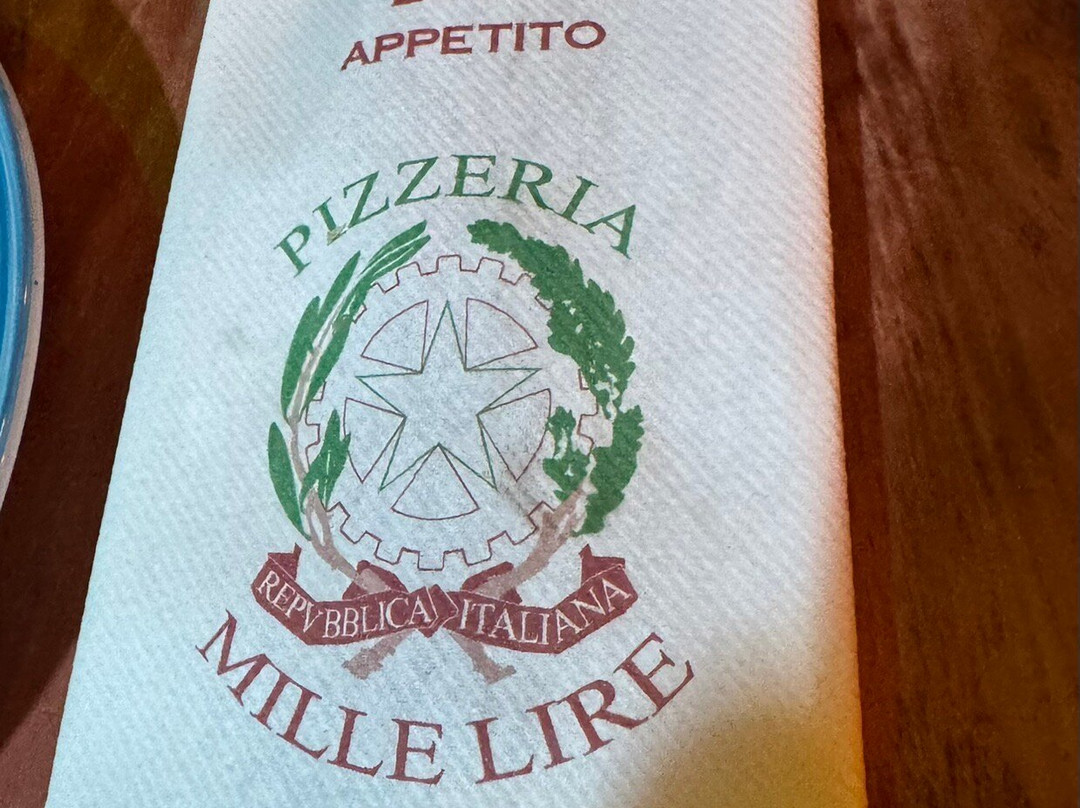 APPETITO
PIZZERIA
REPVBBLICA ITALIANA
MILLE LIRE